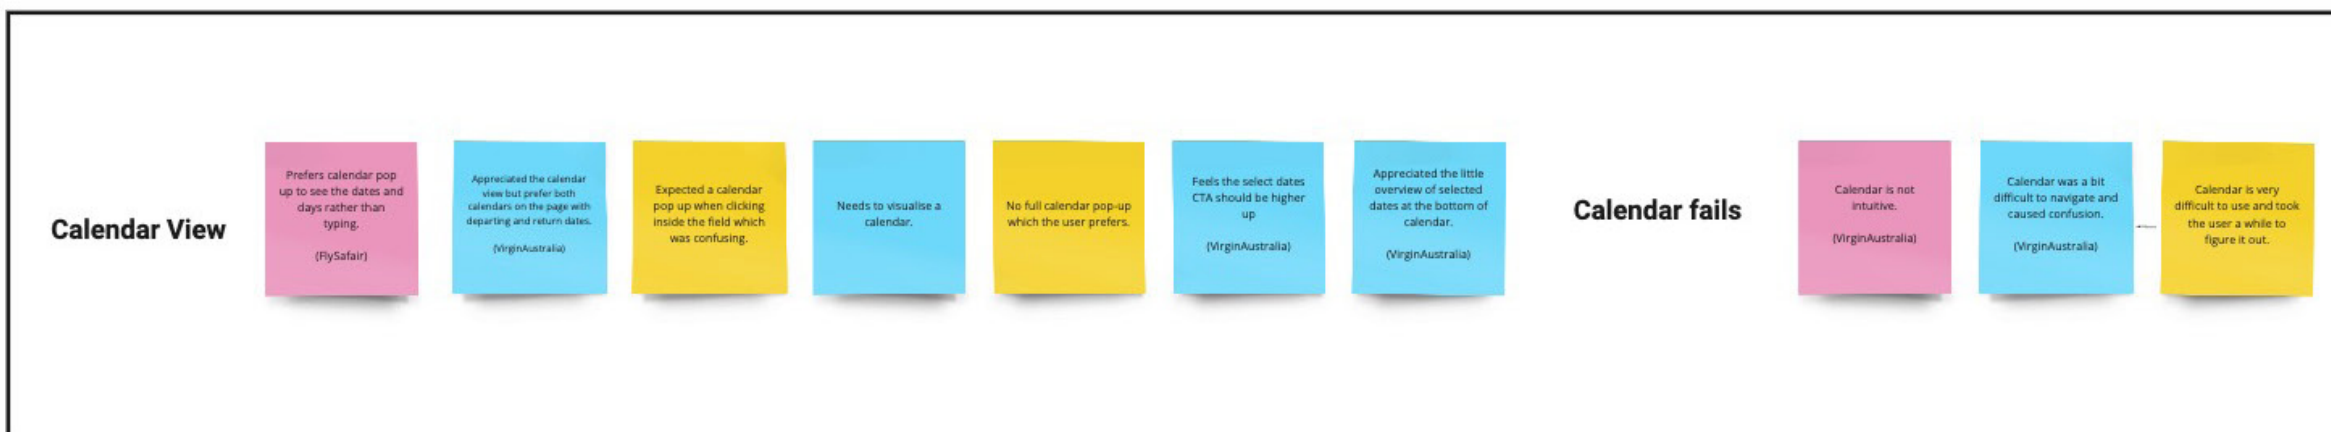 Calendar View
Prefers calendar pop
up to see the dates and
days rather than
typing.
(FlySafair)
Appreciated the calendar
view but prefer both
calendars on the page with
departing and return dates.
(VirginAustralia)
Expected a calendar
pop up when clicking
inside the field which
was confusing.
Needs to visualise a
calendar.
No full calendar pop-up
which the user prefers.
Feels the select dates
CTA should be higher
up
(VirginAustralia)
Appreciated the little
overview of selected
dates at the bottom of
calendar.
(VirginAustralia)
Calendar fails
Calendar is not
intuitive.
(VirginAustralia)
Calendar was a bit
difficult to navigate and
caused confusion.
(VirginAustralia)
Calendar is very
difficult to use and took
the user a while to
figure it out.